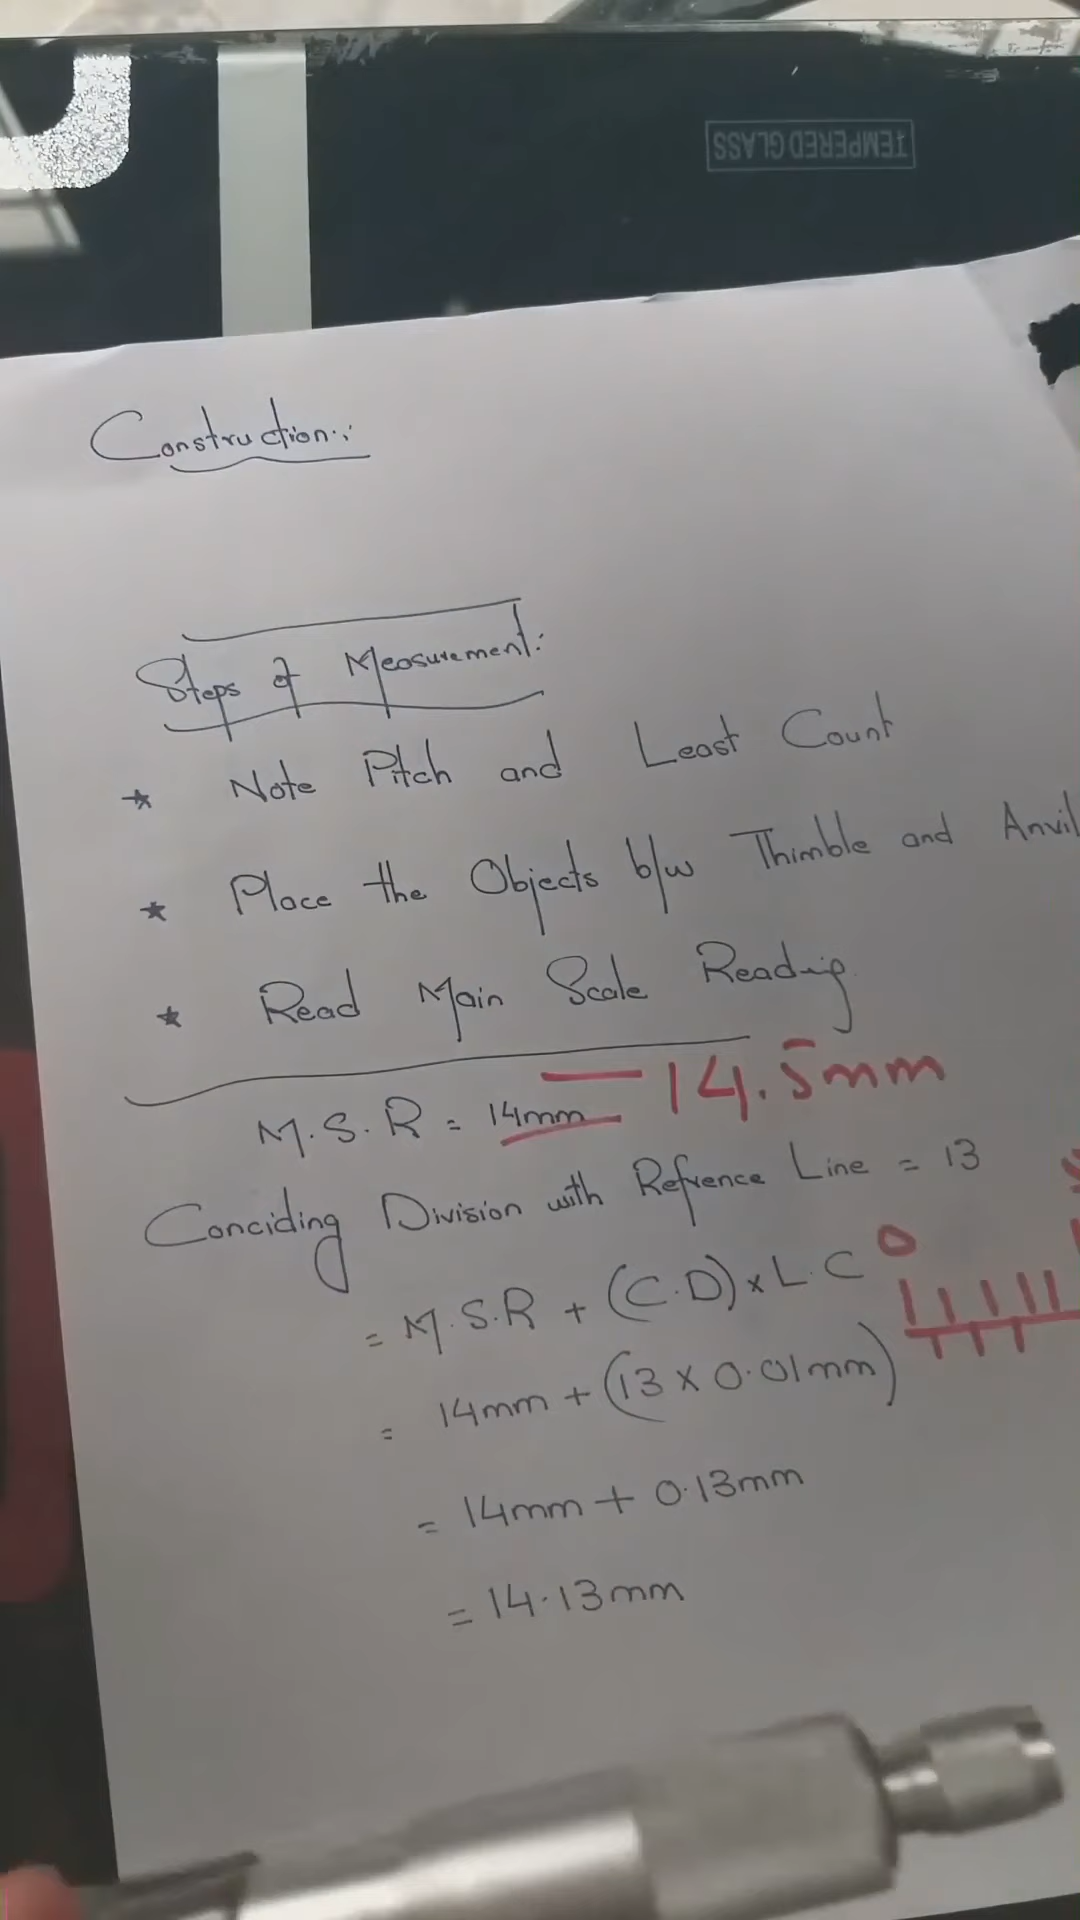 TEMPERED GLASS
Construction:
Steps of Measurement:
* Note Pitch and Least Count
* Place the Objects b/w Thimble and Anvil
* Read Main Scale Reading
M.S.R = 14mm — 14.5mm
Conciding Division with Refrence Line = 13
= M.S.R + (C.D) x L.C
0
= 14mm + (13 x 0.01mm)
= 14mm + 0.13mm
= 14.13mm